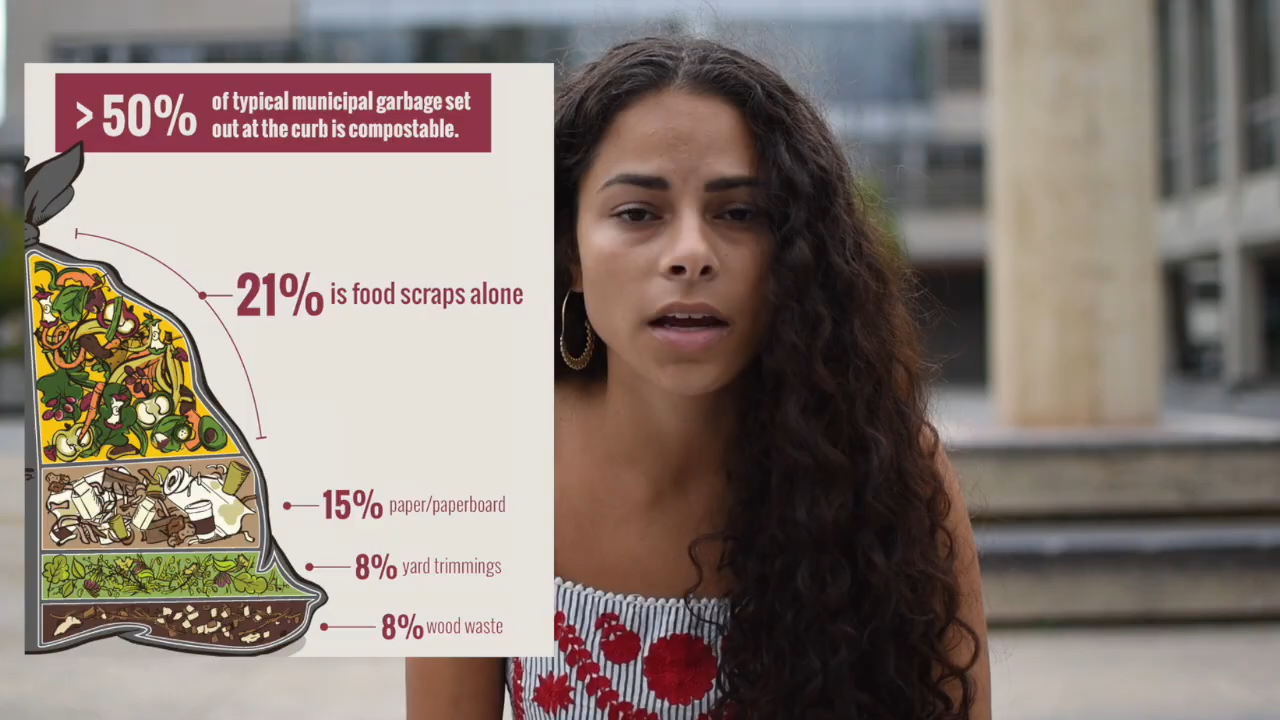 > 50% of typical municipal garbage set
out at the curb is compostable.
21% is food scraps alone
15% paper/paperboard
8% yard trimmings
8% wood waste